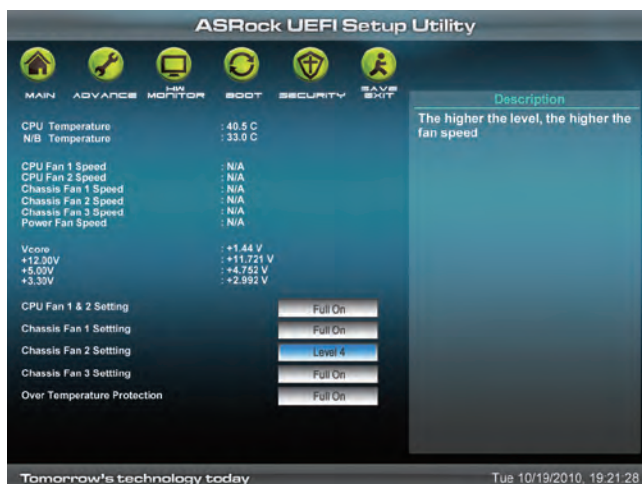 ASRock UEFI Setup Utility
MAIN
ADVANCE
HW MONITOR
BOOT
SECURITY
SAVE EXIT
CPU Temperature : 40.5 C
N/B Temperature : 33.0 C
CPU Fan 1 Speed : N/A
CPU Fan 2 Speed : N/A
Chassis Fan 1 Speed : N/A
Chassis Fan 2 Speed : N/A
Chassis Fan 3 Speed : N/A
Power Fan Speed : N/A
Vcore : +1.44 V
+12.00V : +11.721 V
+5.00V : +4.752 V
+3.30V : +2.992 V
CPU Fan 1 & 2 Setting Full On
Chassis Fan 1 Settting Full On
Chassis Fan 2 Settting Level 4
Chassis Fan 3 Settting Full On
Over Temperature Protection Full On
Description
The higher the level, the higher the
fan speed
Tomorrow's technology today
Tue 10/19/2010, 19:21:28